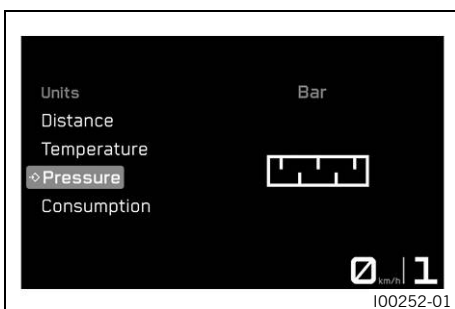 Units
Bar
Distance
Temperature
Pressure
Consumption
0 km/h 1
I00252-01